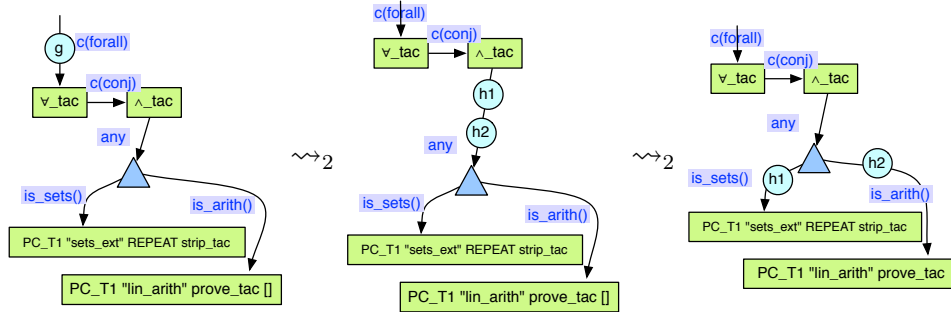 g
c(forall)
c(conj)
∀_tac
∧_tac
any
is_sets()
is_arith()
PC_T1 "sets_ext" REPEAT strip_tac
PC_T1 "lin_arith" prove_tac []
⇝2
c(forall)
c(conj)
∀_tac
∧_tac
h1
h2
any
is_sets()
is_arith()
PC_T1 "sets_ext" REPEAT strip_tac
PC_T1 "lin_arith" prove_tac []
⇝2
c(forall)
c(conj)
∀_tac
∧_tac
any
is_sets()
h1
h2
is_arith()
PC_T1 "sets_ext" REPEAT strip_tac
PC_T1 "lin_arith" prove_tac